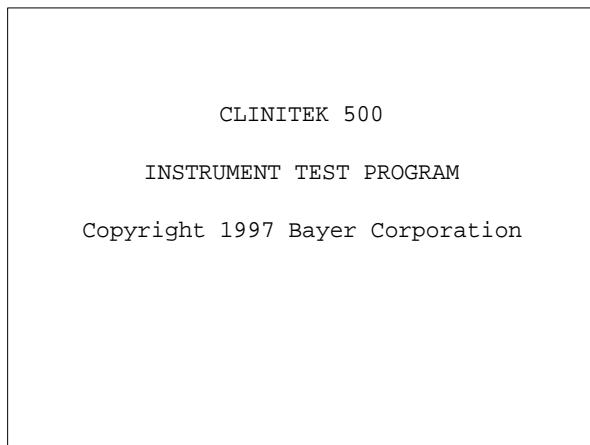 CLINITEK 500
INSTRUMENT TEST PROGRAM
Copyright 1997 Bayer Corporation